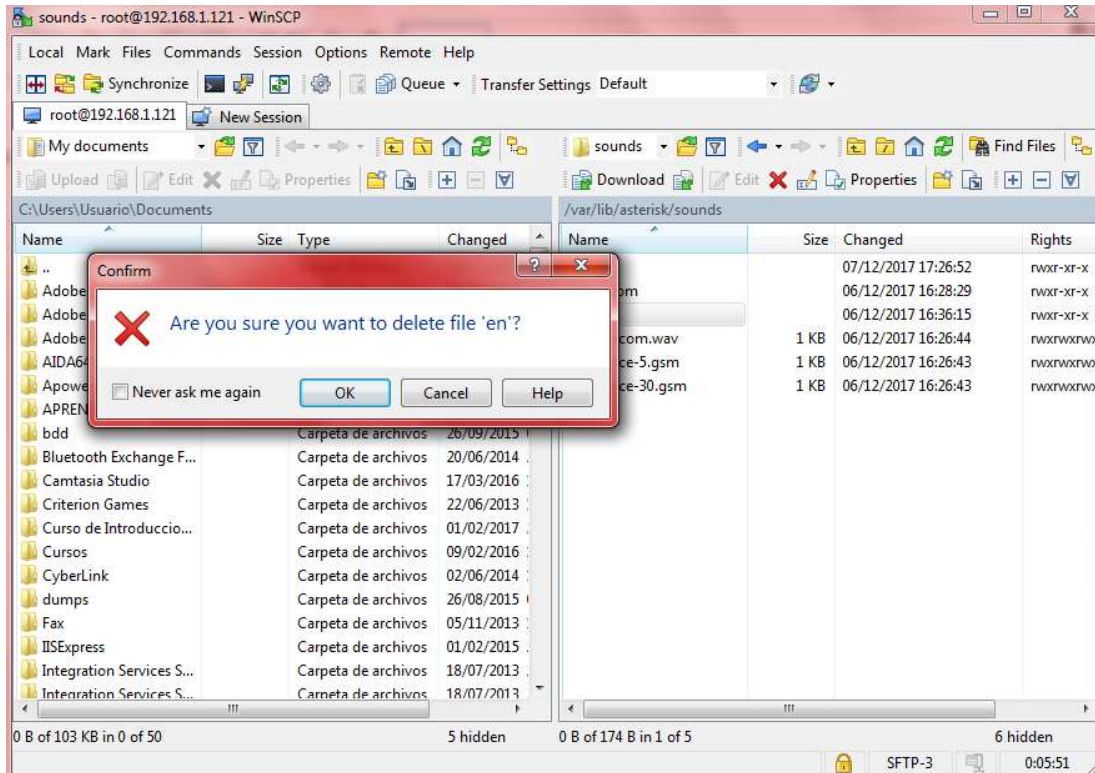 sounds - root@192.168.1.121 - WinSCP
Local Mark Files Commands Session Options Remote Help
Synchronize Queue Transfer Settings Default
root@192.168.1.121 New Session
My documents
sounds Find Files
Upload Edit Properties
Download Edit Properties
C:\Users\Usuario\Documents
/var/lib/asterisk/sounds
Name Size Type Changed
Name Size Changed Rights
..
07/12/2017 17:26:52 rwxr-xr-x
Adobe
om 06/12/2017 16:28:29 rwxr-xr-x
Adobe
06/12/2017 16:36:15 rwxr-xr-x
Adobe
com.wav 1 KB 06/12/2017 16:26:44 rwxrwxrwx
AIDA64
ce-5.gsm 1 KB 06/12/2017 16:26:43 rwxrwxrwx
Apowe
ce-30.gsm 1 KB 06/12/2017 16:26:43 rwxrwxrwx
APREN
Confirm
Are you sure you want to delete file 'en'?
Never ask me again OK Cancel Help
bdd Carpeta de archivos 26/09/2015
Bluetooth Exchange F... Carpeta de archivos 20/06/2014
Camtasia Studio Carpeta de archivos 17/03/2016
Criterion Games Carpeta de archivos 22/06/2013
Curso de Introduccio... Carpeta de archivos 01/02/2017
Cursos Carpeta de archivos 09/02/2016
CyberLink Carpeta de archivos 02/06/2014
dumps Carpeta de archivos 26/08/2015
Fax Carpeta de archivos 05/11/2013
IISExpress Carpeta de archivos 01/02/2015
Integration Services S... Carpeta de archivos 18/07/2013
Integration Services S... Carpeta de archivos 18/07/2013
0 B of 103 KB in 0 of 50 5 hidden
0 B of 174 B in 1 of 5 6 hidden
SFTP-3 0:05:51